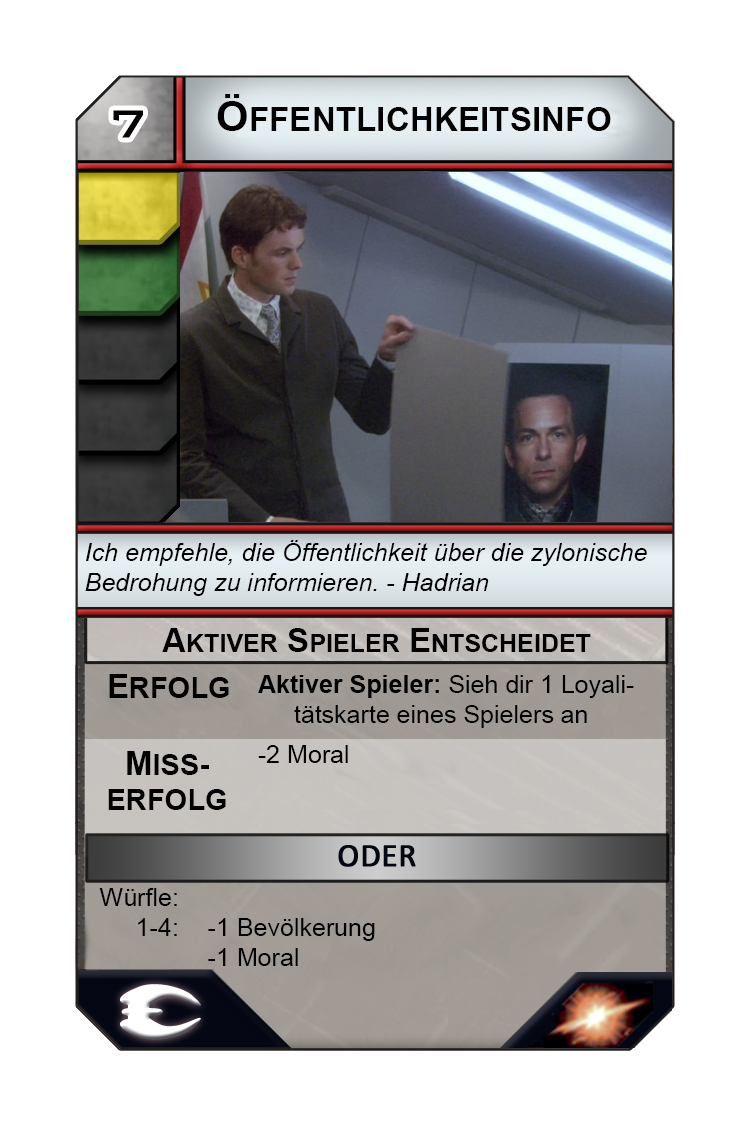 7
ÖFFENTLICHKEITSINFO
Ich empfehle, die Öffentlichkeit über die zylonische
Bedrohung zu informieren. - Hadrian
AKTIVER SPIELER ENTSCHEIDET
ERFOLG
Aktiver Spieler: Sieh dir 1 Loyali-
tätskarte eines Spielers an
MISS-
ERFOLG
-2 Moral
ODER
Würfle:
1-4: -1 Bevölkerung
-1 Moral